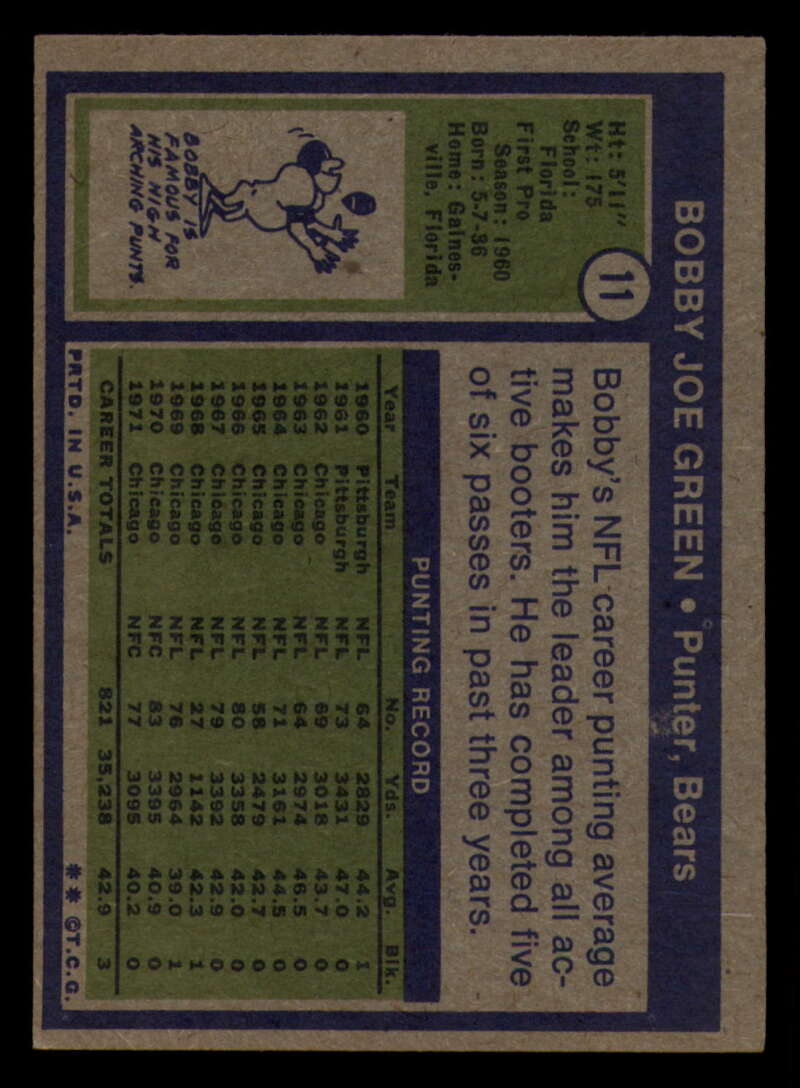 BOBBY JOE GREEN • Punter, Bears
11
Ht: 5'11"
Wt: 175
School:
Florida
First Pro
Season: 1960
Born: 5-7-36
Home: Gaines-
ville, Florida
BOBBY IS
FAMOUS FOR
HIS HIGH
ARCHING PUNTS.
Bobby's NFL career punting average
makes him the leader among all ac-
tive booters. He has completed five
of six passes in past three years.
PUNTING RECORD
Year Team No. Yds. Avg. Blk.
1960 Pittsburgh NFL 64 2829 44.2 1
1961 Pittsburgh NFL 73 3431 47.0 0
1962 Chicago NFL 69 3018 43.7 0
1963 Chicago NFL 64 2974 46.5 0
1964 Chicago NFL 71 3161 44.5 0
1965 Chicago NFL 58 2479 42.7 0
1966 Chicago NFL 80 3358 42.0 0
1967 Chicago NFL 79 3392 42.9 0
1968 Chicago NFL 27 1142 42.3 1
1969 Chicago NFL 76 2964 39.0 1
1970 Chicago NFC 83 3395 40.9 0
1971 Chicago NFC 77 3095 40.2 0
CAREER TOTALS 821 35,238 42.9 3
PRTD. IN U.S.A. ** ©T.C.G.